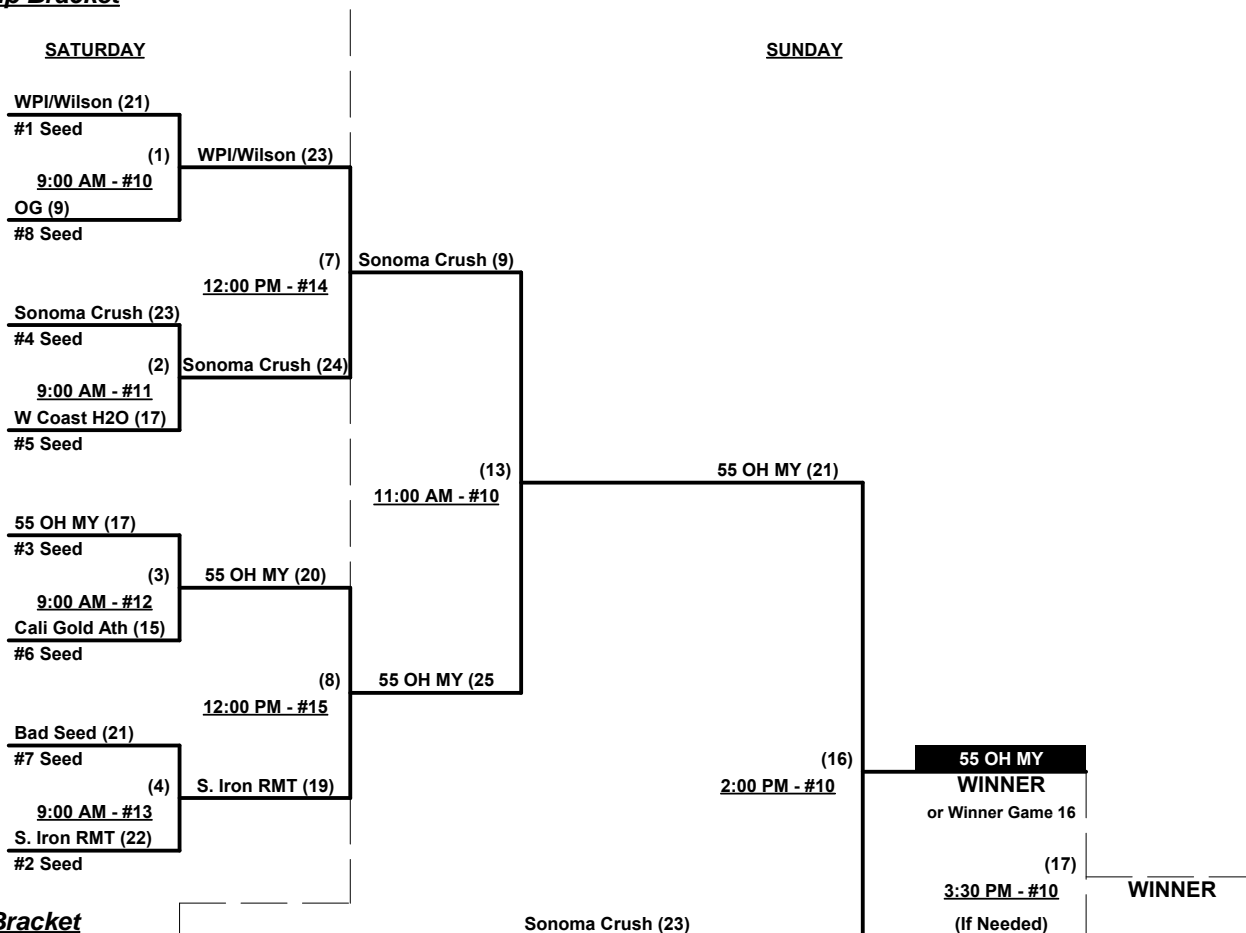 SATURDAY
SUNDAY
WPI/Wilson (21)
#1 Seed
(1)
WPI/Wilson (23)
9:00 AM - #10
OG (9)
#8 Seed
(7)
Sonoma Crush (9)
12:00 PM - #14
Sonoma Crush (23)
#4 Seed
(2)
Sonoma Crush (24)
9:00 AM - #11
W Coast H2O (17)
#5 Seed
(13)
55 OH MY (21)
11:00 AM - #10
55 OH MY (17)
#3 Seed
(3)
55 OH MY (20)
9:00 AM - #12
Cali Gold Ath (15)
#6 Seed
(8)
55 OH MY (25
12:00 PM - #15
Bad Seed (21)
#7 Seed
(4)
S. Iron RMT (19)
9:00 AM - #13
S. Iron RMT (22)
#2 Seed
(16)
55 OH MY
2:00 PM - #10
WINNER
or Winner Game 16
(17)
3:30 PM - #10
WINNER
(If Needed)
Bracket
Sonoma Crush (23)